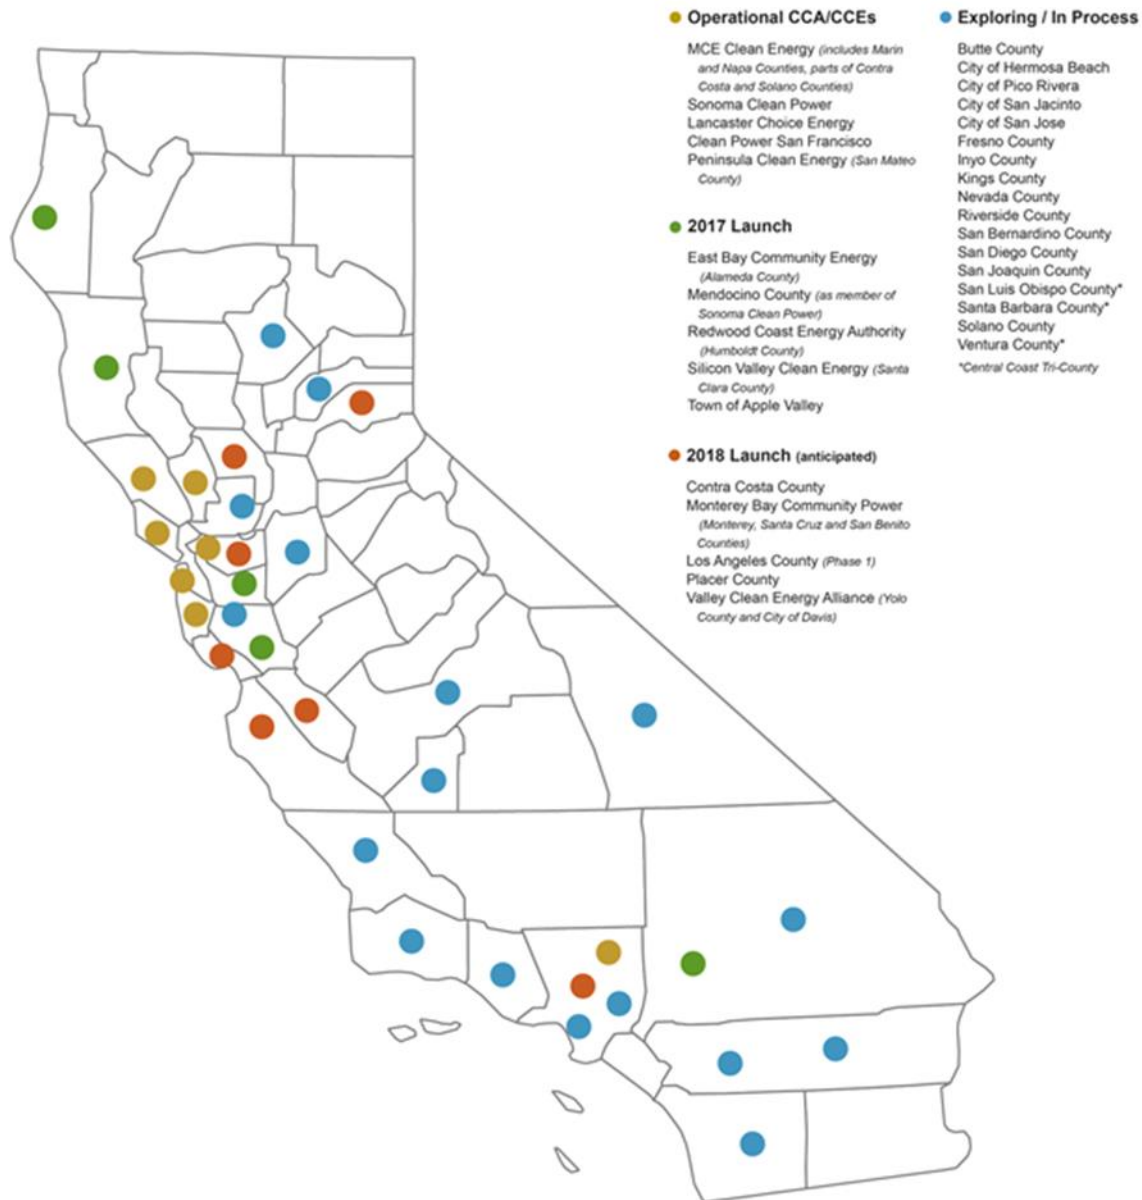 Operational CCA/CCEs
MCE Clean Energy (includes Marin
and Napa Counties, parts of Contra
Costa and Solano Counties)
Sonoma Clean Power
Lancaster Choice Energy
Clean Power San Francisco
Peninsula Clean Energy (San Mateo
County)
2017 Launch
East Bay Community Energy
(Alameda County)
Mendocino County (as member of
Sonoma Clean Power)
Redwood Coast Energy Authority
(Humboldt County)
Silicon Valley Clean Energy (Santa
Clara County)
Town of Apple Valley
2018 Launch (anticipated)
Contra Costa County
Monterey Bay Community Power
(Monterey, Santa Cruz and San Benito
Counties)
Los Angeles County (Phase 1)
Placer County
Valley Clean Energy Alliance (Yolo
County and City of Davis)
Exploring / In Process
Butte County
City of Hermosa Beach
City of Pico Rivera
City of San Jacinto
City of San Jose
Fresno County
Inyo County
Kings County
Nevada County
Riverside County
San Bernardino County
San Diego County
San Joaquin County
San Luis Obispo County*
Santa Barbara County*
Solano County
Ventura County*
*Central Coast Tri-County